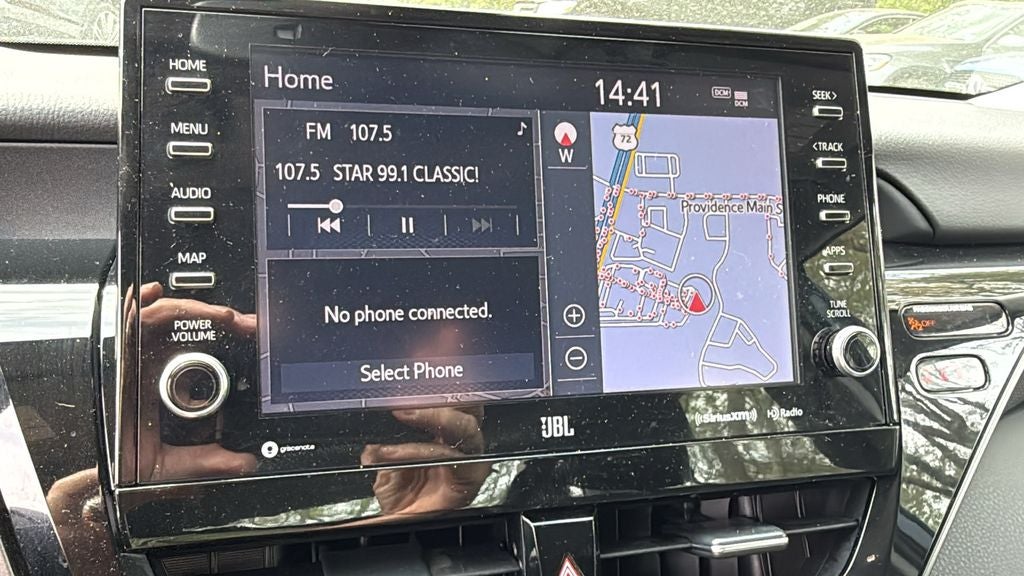 HOME
MENU
AUDIO
MAP
POWER
VOLUME
gracenote
Home
14:41
DCM
DCM
FM 107.5
107.5 STAR 99.1 CLASSIC!
No phone connected.
Select Phone
W
72
Providence Main S
JBL
((SiriusXM))
HD Radio
SEEK>
<TRACK
PHONE
APPS
TUNE
SCROLL
OFF